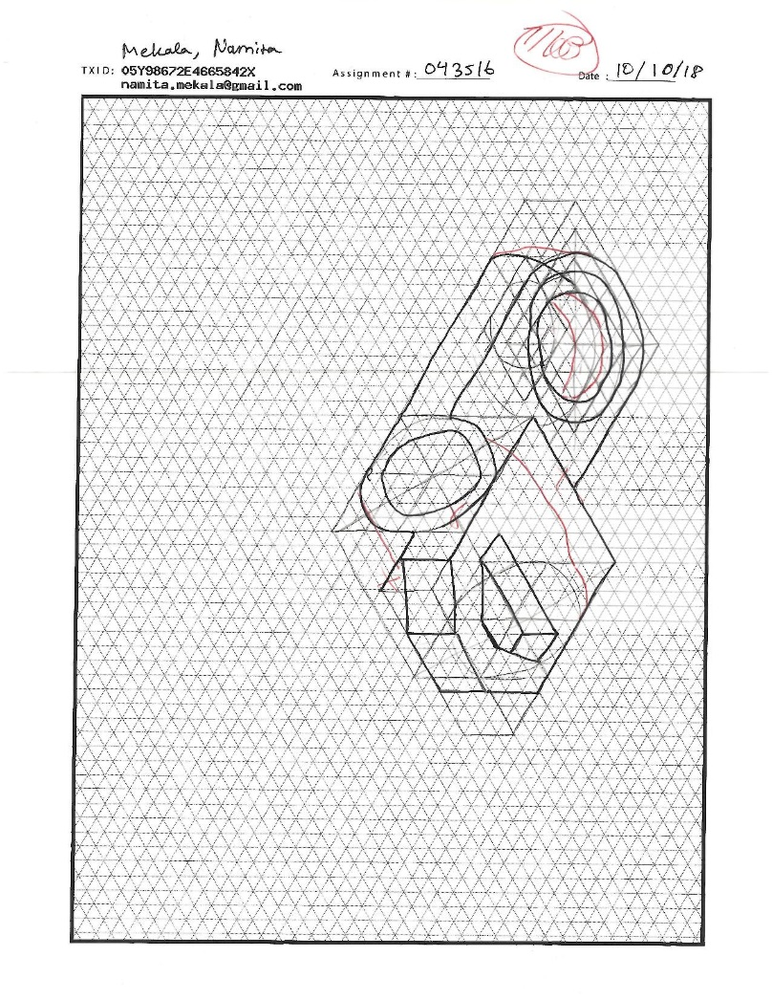 Mekala, Namita
TXID: 05Y98672E4665842X Assignment #: 043516 Date: 10/10/18
namita.mekala@gmail.com